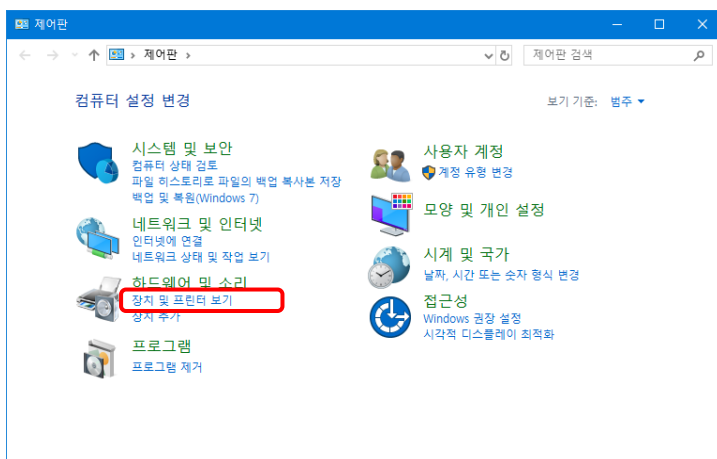 제어판
제어판
제어판 검색
컴퓨터 설정 변경
보기 기준: 범주
시스템 및 보안
컴퓨터 상태 검토
파일 히스토리로 파일의 백업 복사본 저장
백업 및 복원(Windows 7)
네트워크 및 인터넷
인터넷에 연결
네트워크 상태 및 작업 보기
하드웨어 및 소리
장치 및 프린터 보기
장치 추가
프로그램
프로그램 제거
사용자 계정
계정 유형 변경
모양 및 개인 설정
시계 및 국가
날짜, 시간 또는 숫자 형식 변경
접근성
Windows 권장 설정
시각적 디스플레이 최적화